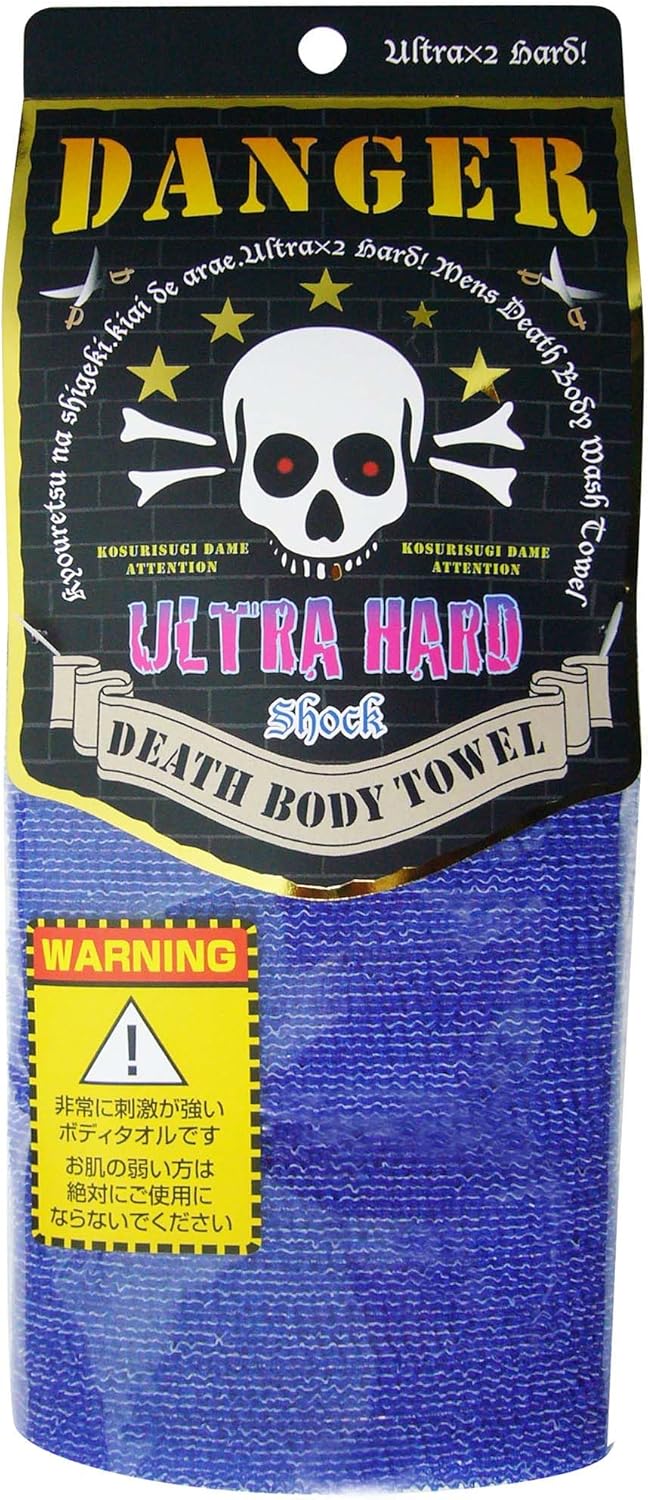 Ultra×2 Hard!
DANGER
kyouretsu na shigeki.kiai de arae.Ultra×2 Hard! Mens Death Body Wash Tower
KOSURISUGI DAME
ATTENTION
KOSURISUGI DAME
ATTENTION
ULTRA HARD
Shock
DEATH BODY TOWEL
WARNING
!
非常に刺激が強い
ボディタオルです
お肌の弱い方は
絶対にご使用に
ならないでください